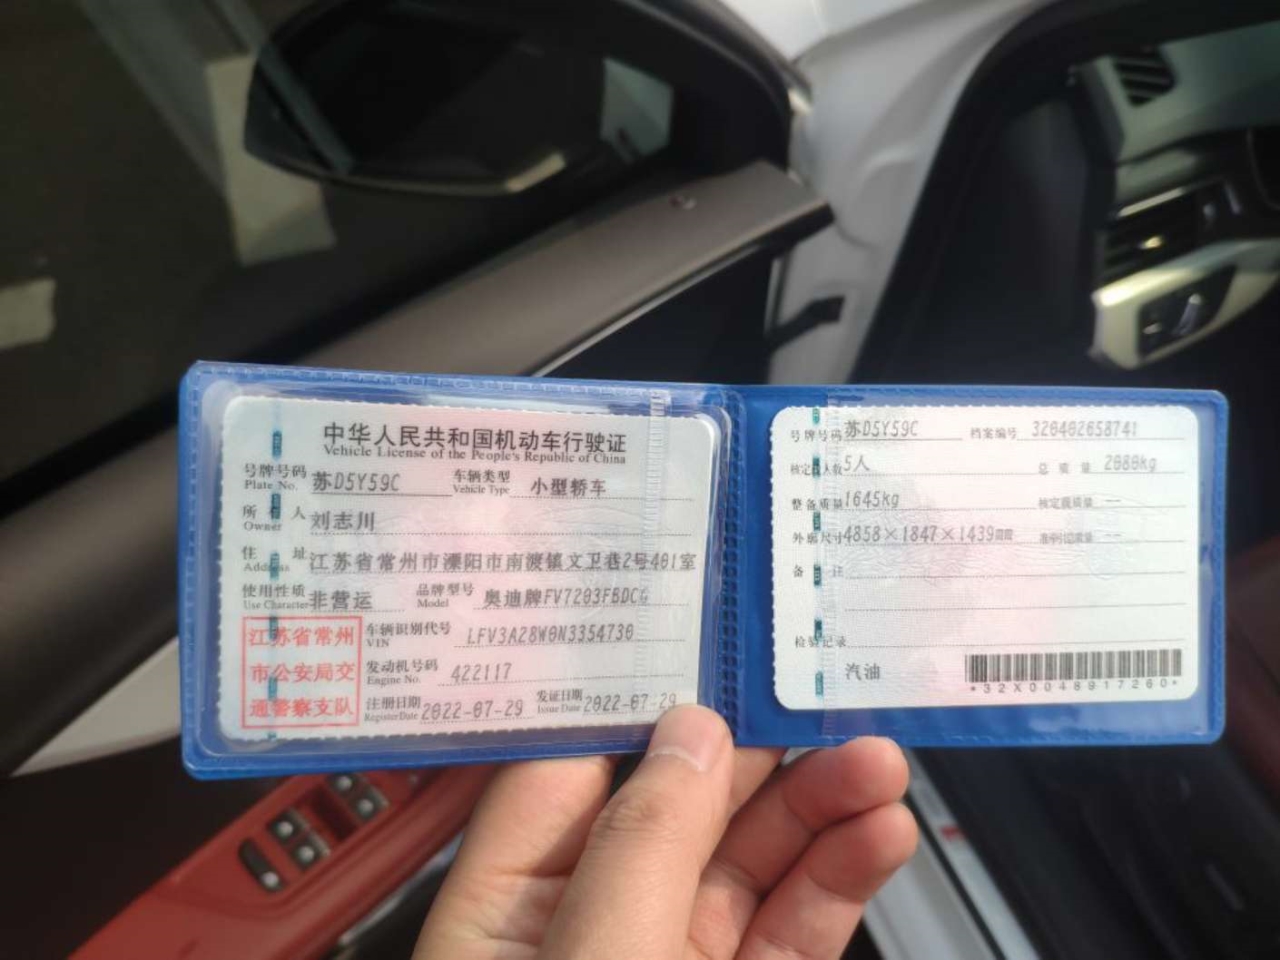 中华人民共和国机动车行驶证
Vehicle License of the People's Republic of China
号牌号码 苏D5Y59C 车辆类型 小型轿车
Plate No. Vehicle Type
所有人 刘志川
Owner
住址 江苏省常州市溧阳市南渡镇文卫巷2号401室
Address
使用性质 非营运 品牌型号 奥迪牌FV7203FBDCG
Use Character Model
江苏省常州
市公安局交
通警察支队
车辆识别代号 LFV3A28W0N3354730
VIN
发动机号码 422117
Engine No.
注册日期 2022-07-29 发证日期 2022-07-29
Register Date Issue Date
号牌号码 苏D5Y59C 档案编号 320402658741
核定载人数 5人 总质量 2080kg
整备质量 1645kg 核定载质量 --
外廓尺寸 4858×1847×1439mm 准牵引总质量 --
备注
检验记录
汽油
*32X0048917260*